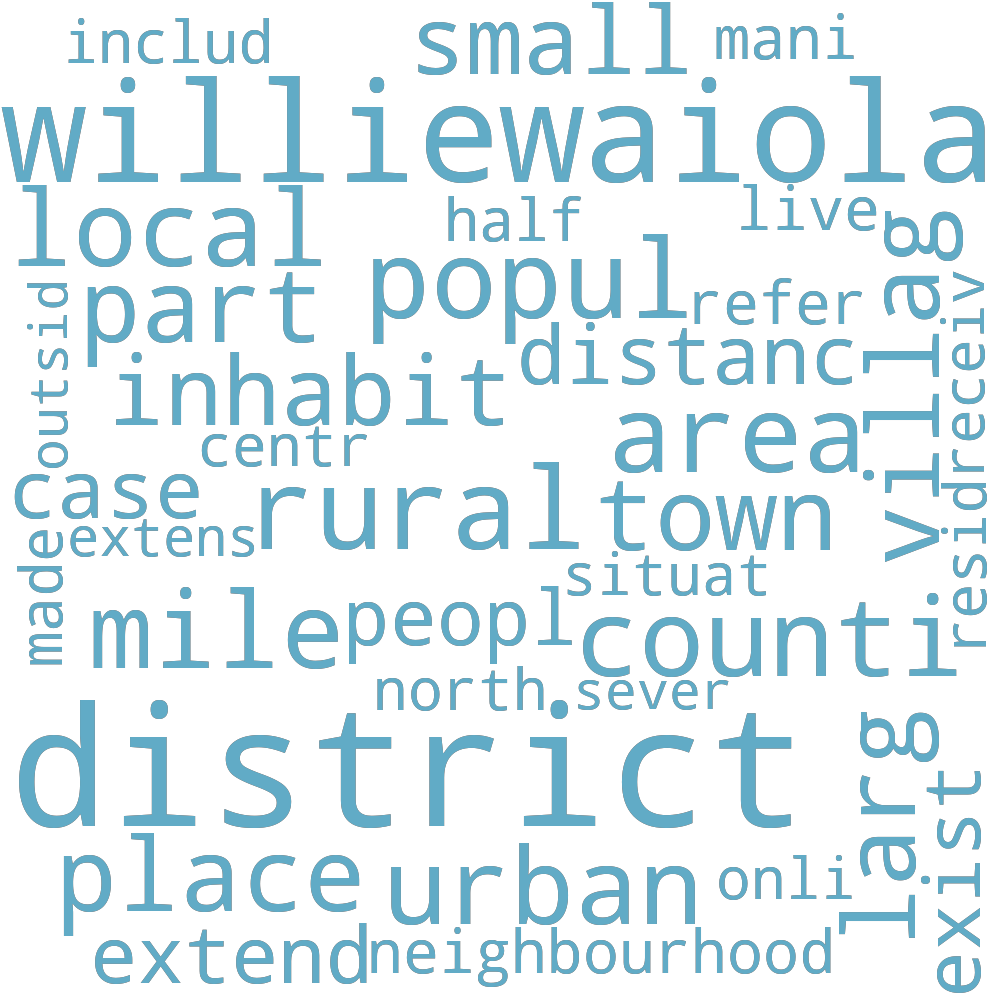 includ
small
mani
williewaiola
local
half
live
villag
part
popul
refer
receiv
outsid
distanc
inhabit
area
centr
case
rural
town
extens
resid
made
situat
mile
peopl
counti
north
sever
district
larg
exist
place
urban
onli
extend
neighbourhood